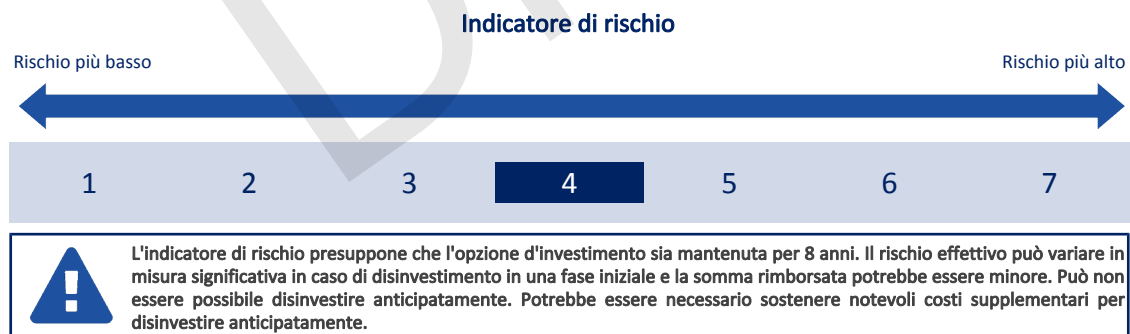 Indicatore di rischio
Rischio più basso
Rischio più alto
1 2 3 4 5 6 7
L'indicatore di rischio presuppone che l'opzione d'investimento sia mantenuta per 8 anni. Il rischio effettivo può variare in
misura significativa in caso di disinvestimento in una fase iniziale e la somma rimborsata potrebbe essere minore. Può non
essere possibile disinvestire anticipatamente. Potrebbe essere necessario sostenere notevoli costi supplementari per
disinvestire anticipatamente.